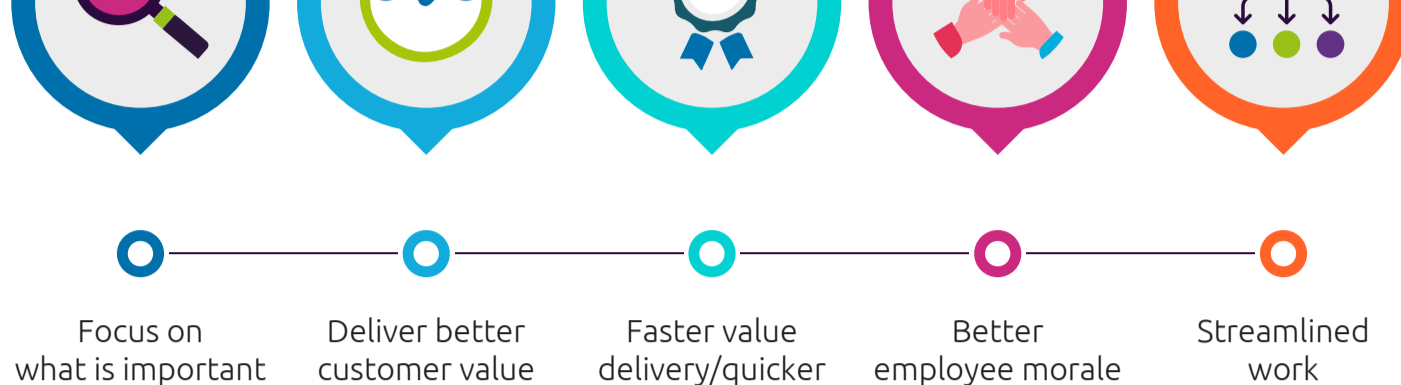 Focus on
what is important
Deliver better
customer value
Faster value
delivery/quicker
Better
employee morale
Streamlined
work